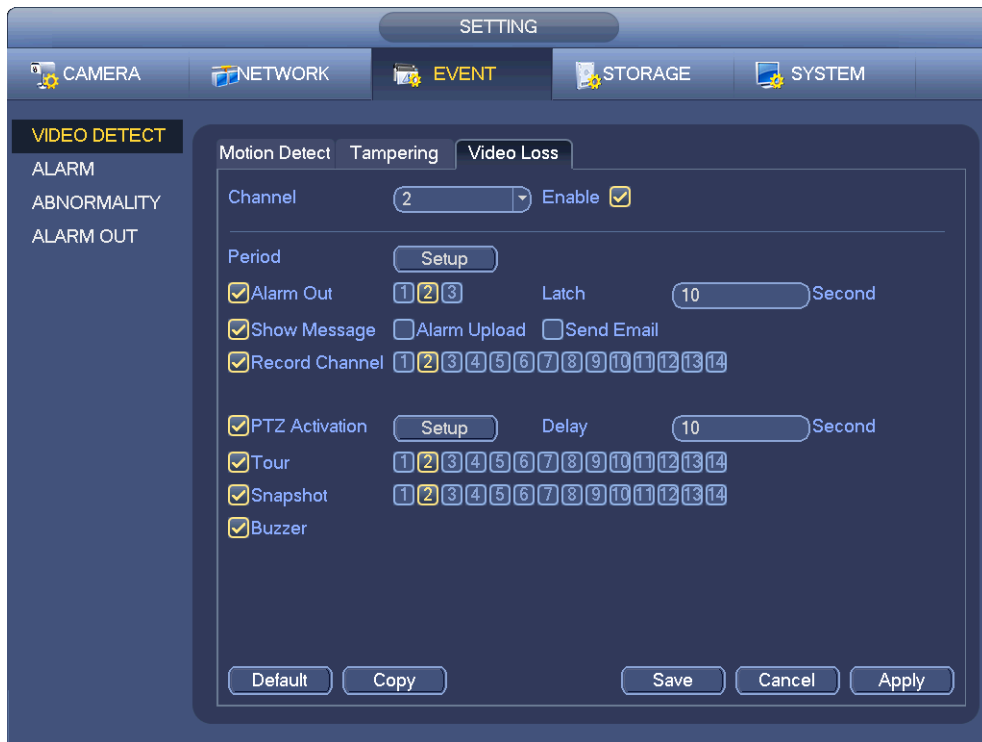 SETTING
CAMERA NETWORK EVENT STORAGE SYSTEM
VIDEO DETECT
ALARM
ABNORMALITY
ALARM OUT
Motion Detect Tampering Video Loss
Channel 2 Enable
Period Setup
Alarm Out 1 2 3 Latch 10 Second
Show Message Alarm Upload Send Email
Record Channel 1 2 3 4 5 6 7 8 9 10 11 12 13 14
PTZ Activation Setup Delay 10 Second
Tour 1 2 3 4 5 6 7 8 9 10 11 12 13 14
Snapshot 1 2 3 4 5 6 7 8 9 10 11 12 13 14
Buzzer
Default Copy Save Cancel Apply